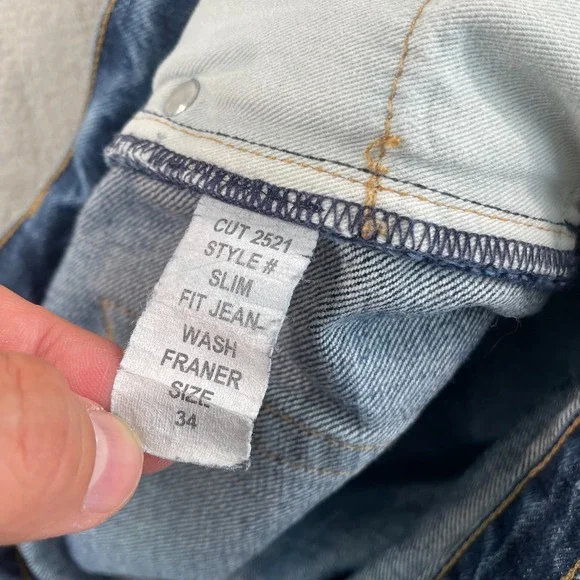 CUT 2521
STYLE #
SLIM
FIT JEAN-
WASH
FRANER
SIZE
34